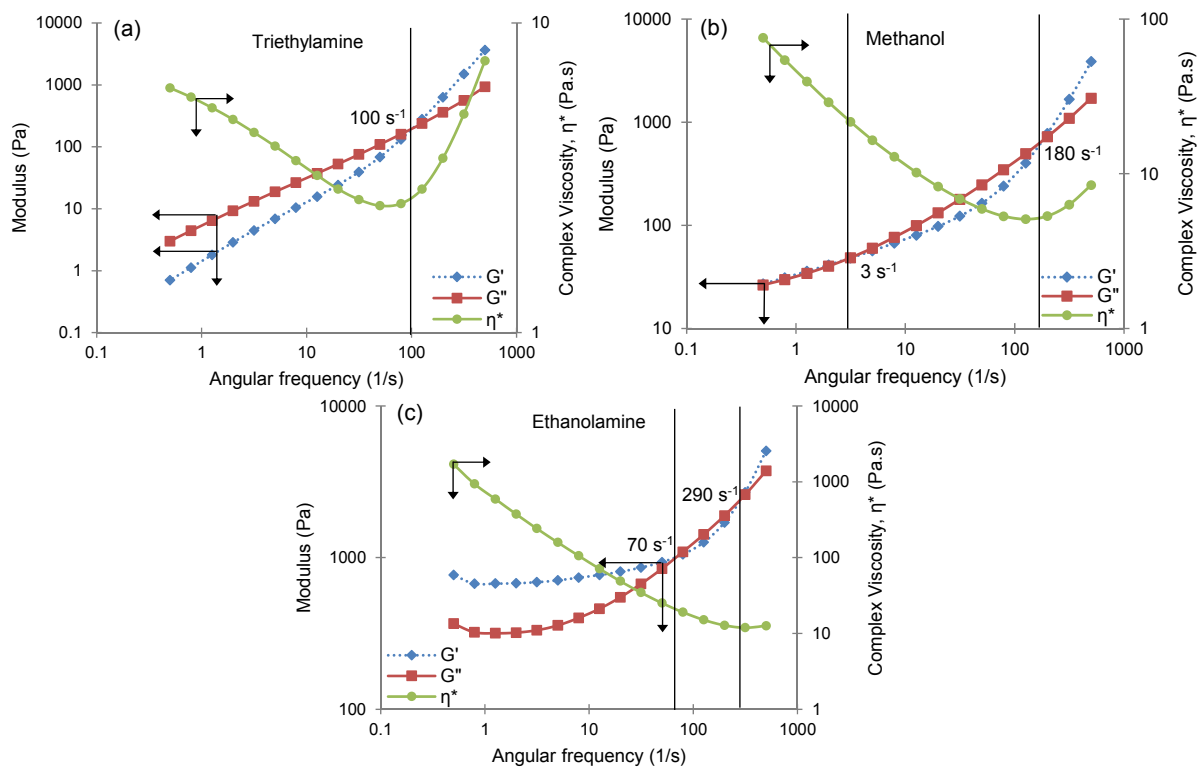 (a)
Triethylamine
100 s-1
Modulus (Pa)
10000
1000
100
10
1
0.1
Complex Viscosity, η* (Pa.s)
10
1
G'
G"
η*
0.1 1 10 100 1000
Angular frequency (1/s)
(b)
Methanol
180 s-1
3 s-1
Modulus (Pa)
10000
1000
100
10
Complex Viscosity, η* (Pa.s)
100
10
1
G'
G"
η*
0.1 1 10 100 1000
Angular frequency (1/s)
(c)
Ethanolamine
290 s-1
70 s-1
Modulus (Pa)
10000
1000
100
Complex Viscosity, η* (Pa.s)
10000
1000
100
10
1
G'
G"
η*
0.1 1 10 100 1000
Angular frequency (1/s)